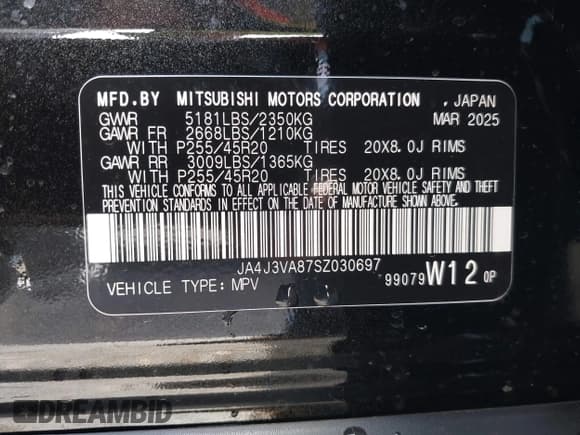 MFD.BY MITSUBISHI MOTORS CORPORATION , JAPAN
GVWR 5181LBS/2350KG MAR 2025
GAWR FR 2668LBS/1210KG
WITH P255/45R20 TIRES 20X8.0J RIMS
GAWR RR 3009LBS/1365KG
WITH P255/45R20 TIRES 20X8.0J RIMS
THIS VEHICLE CONFORMS TO ALL APPLICABLE FEDERAL MOTOR VEHICLE SAFETY AND THEFT
PREVENTION STANDARDS IN EFFECT ON THE DATE OF MANUFACTURE SHOWN ABOVE.
JA4J3VA87SZ030697
VEHICLE TYPE: MPV 99079 W12 0P
DREAMBID